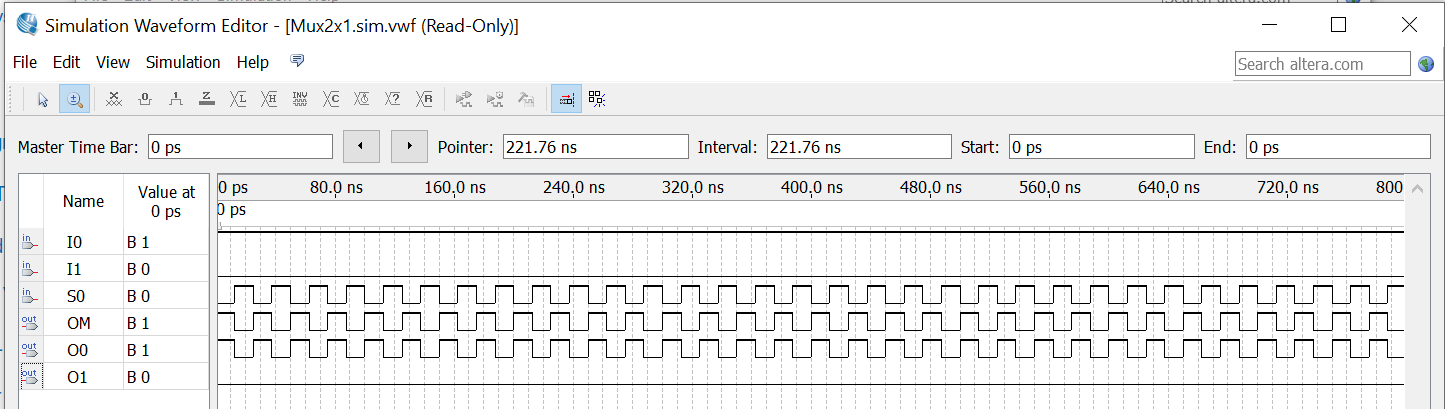 Simulation Waveform Editor - [Mux2x1.sim.vwf (Read-Only)]
File Edit View Simulation Help
Search altera.com
Master Time Bar: 0 ps Pointer: 221.76 ns Interval: 221.76 ns Start: 0 ps End: 0 ps
Name Value at 0 ps
0 ps 80.0 ns 160.0 ns 240.0 ns 320.0 ns 400.0 ns 480.0 ns 560.0 ns 640.0 ns 720.0 ns 800
0 ps
in I0 B 1
in I1 B 0
in S0 B 0
out OM B 1
out O0 B 1
out O1 B 0